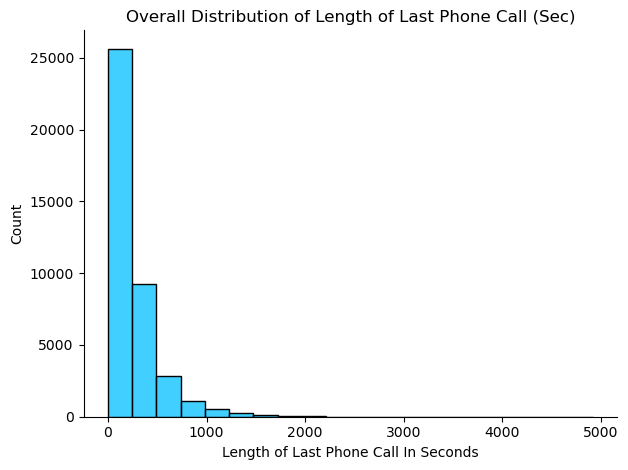 Overall Distribution of Length of Last Phone Call (Sec)
25000
20000
15000
10000
5000
0
Count
0 1000 2000 3000 4000 5000
Length of Last Phone Call In Seconds